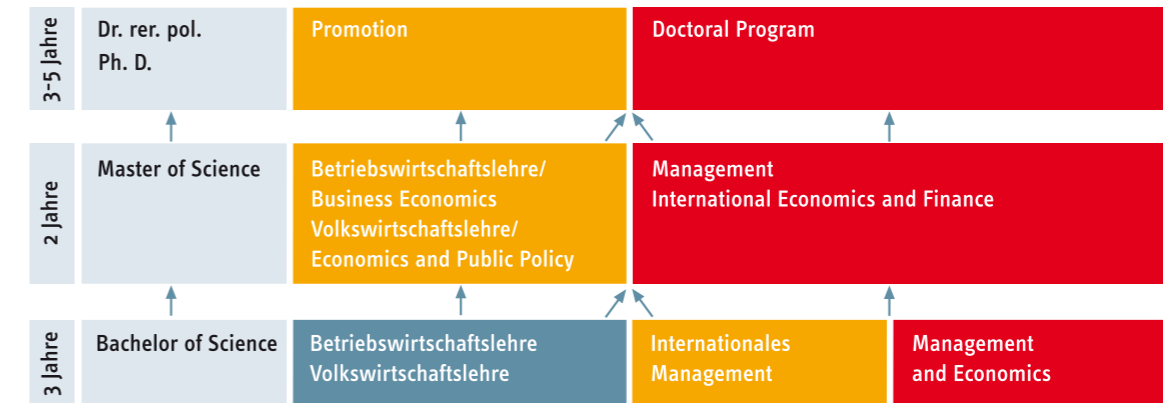 3-5 Jahre
Dr. rer. pol.
Ph. D.
Promotion
Doctoral Program
2 Jahre
Master of Science
Betriebswirtschaftslehre/
Business Economics
Volkswirtschaftslehre/
Economics and Public Policy
Management
International Economics and Finance
3 Jahre
Bachelor of Science
Betriebswirtschaftslehre
Volkswirtschaftslehre
Internationales
Management
Management
and Economics